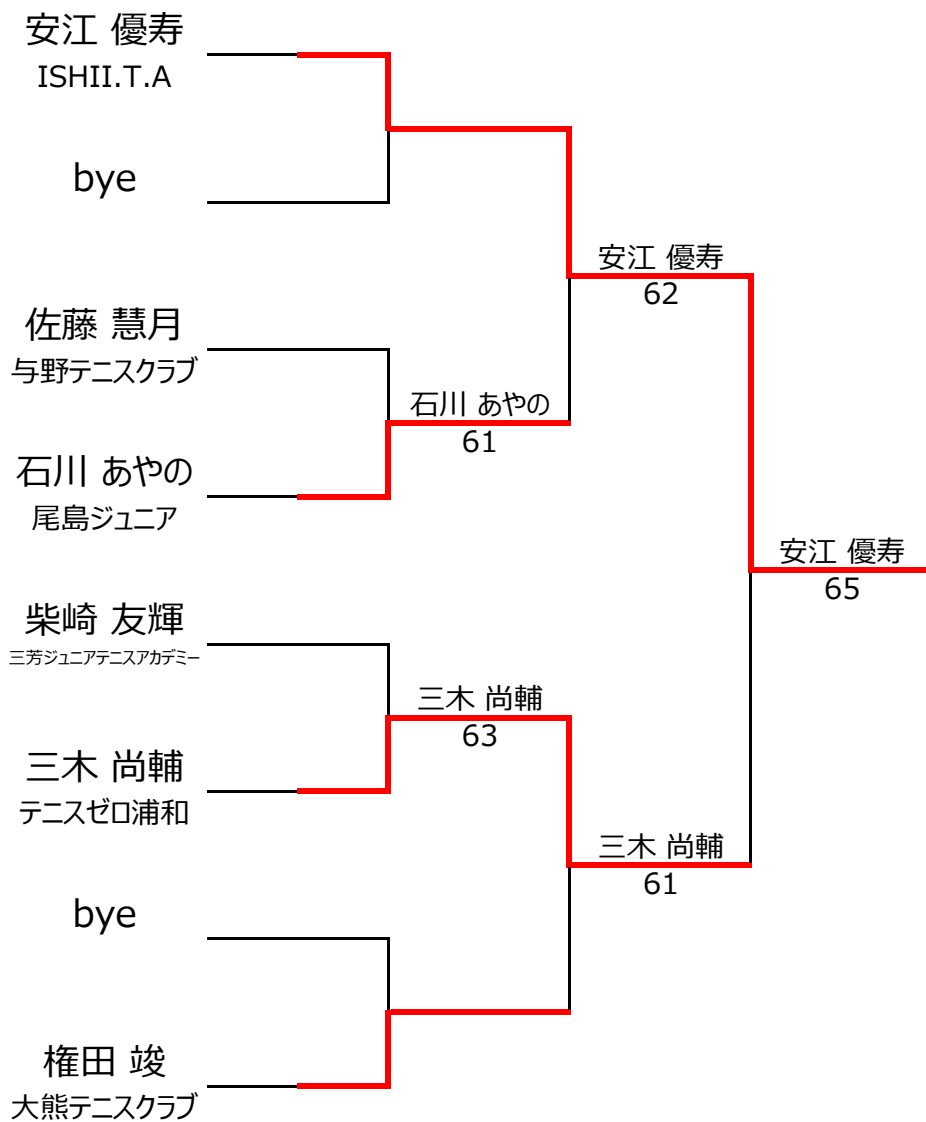 安江 優寿
ISHII.T.A
bye
佐藤 慧月
与野テニスクラブ
石川 あやの
尾島ジュニア
柴崎 友輝
三芳ジュニアテニスアカデミー
三木 尚輔
テニスゼロ浦和
bye
権田 竣
大熊テニスクラブ
石川 あやの
61
三木 尚輔
63
安江 優寿
62
三木 尚輔
61
安江 優寿
65